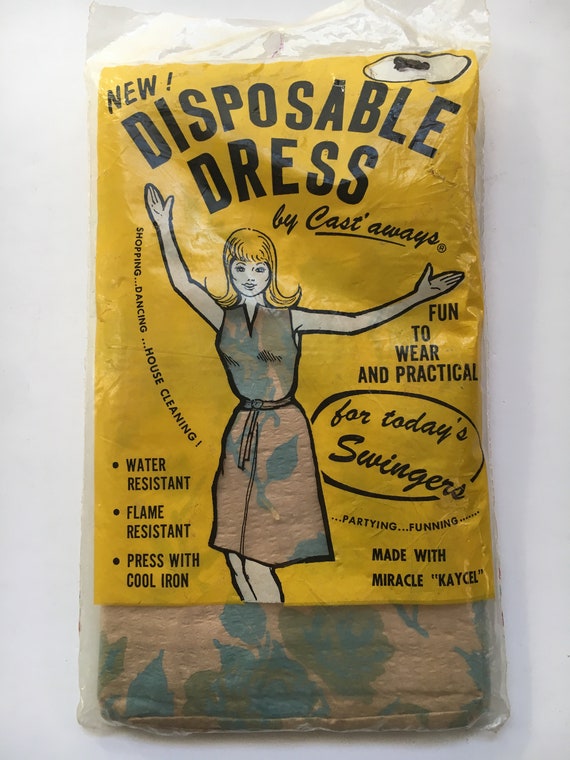 NEW!
DISPOSABLE
DRESS
by Cast'aways®
SHOPPING...DANCING...HOUSE CLEANING!
FUN
TO
WEAR
AND PRACTICAL
for today's
Swingers
...PARTYING...FUNNING.......
• WATER
RESISTANT
• FLAME
RESISTANT
• PRESS WITH
COOL IRON
MADE WITH
MIRACLE "KAYCEL"